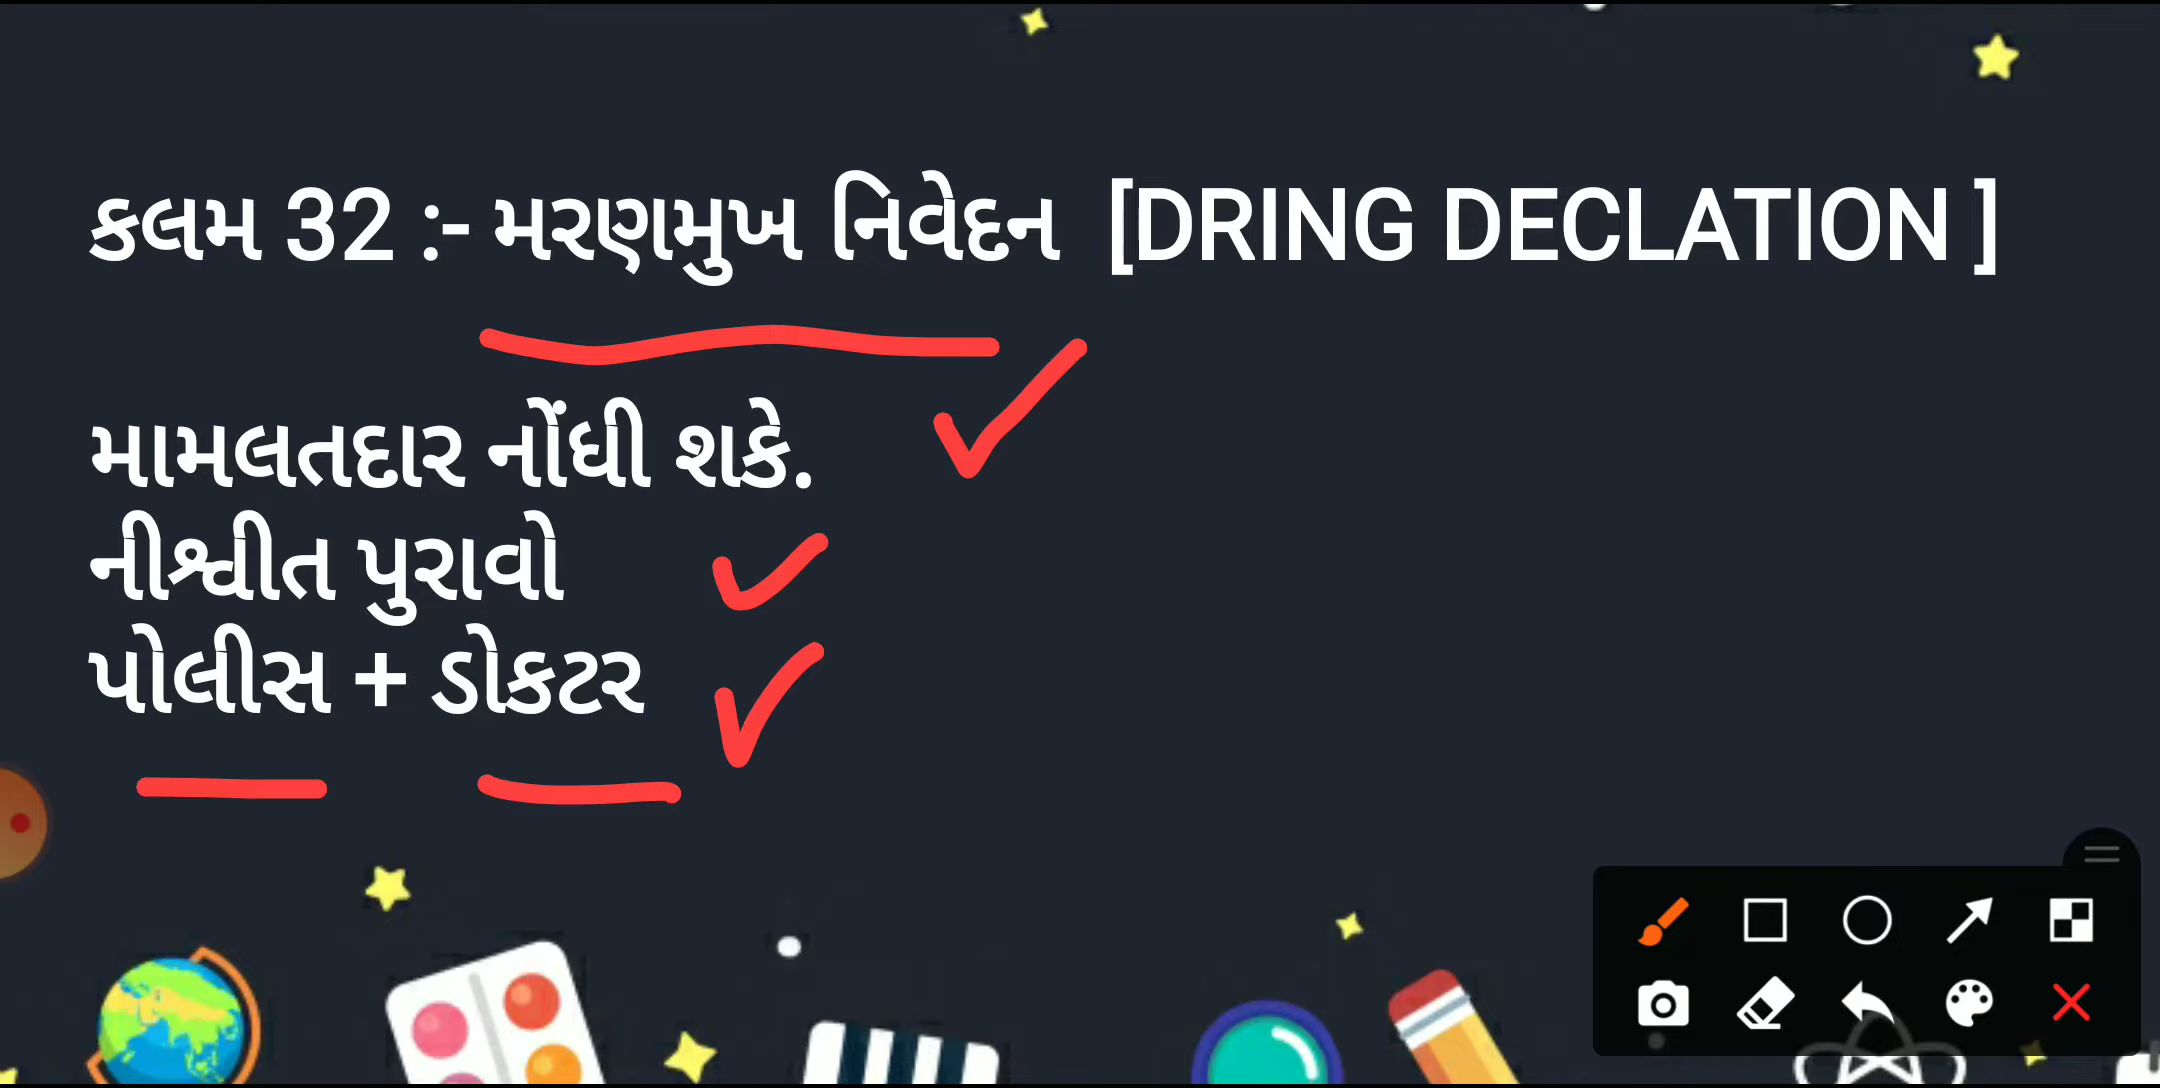 કલમ 32 :- મરણમુખ નિવેદન [DRING DECLATION ]
મામલતદાર નોંધી શકે.
નીશ્વીત પુરાવો
પોલીસ + ડોકટર